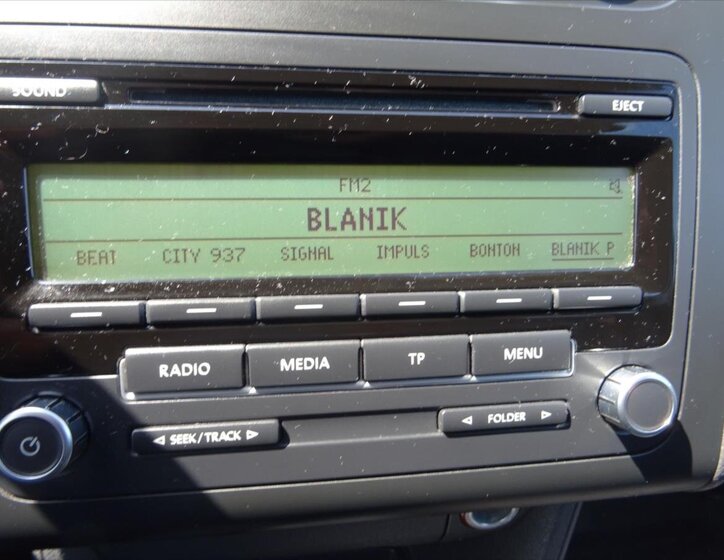 SOUND
EJECT
FM2
BLANIK
BEAT CITY 937 SIGNAL IMPULS BONTON BLANIK P
RADIO MEDIA TP MENU
SEEK/TRACK FOLDER